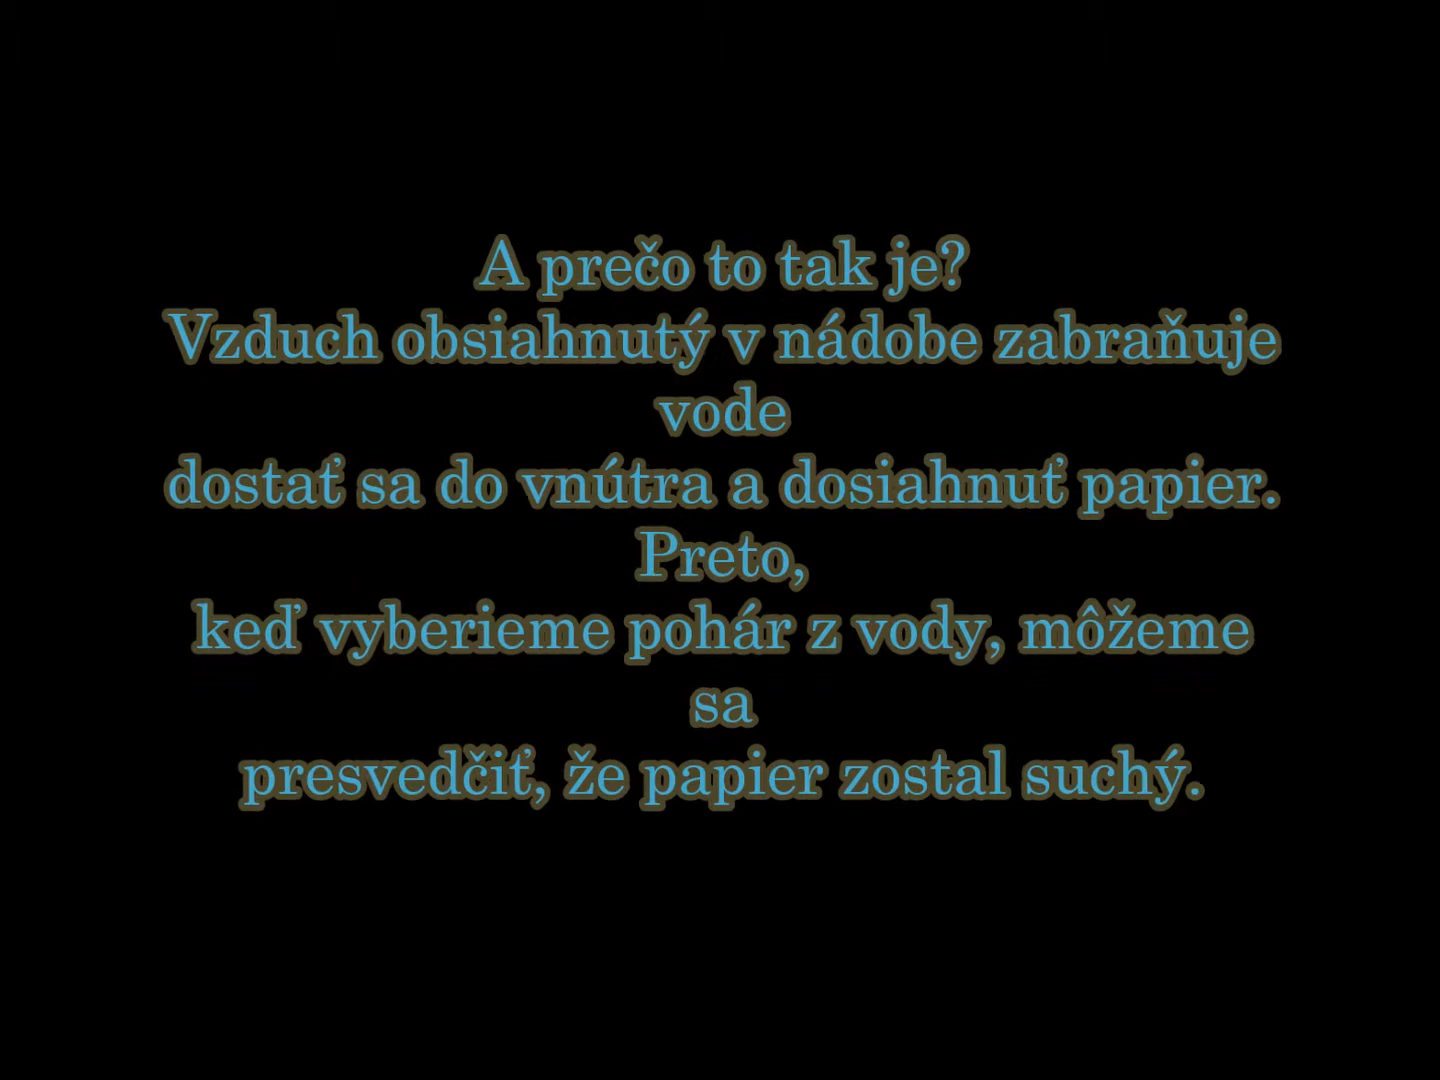 A prečo to tak je?
Vzduch obsiahnutý v nádobe zabraňuje
vode
dostať sa do vnútra a dosiahnuť papier.
Preto,
keď vyberieme pohár z vody, môžeme
sa
presvedčiť, že papier zostal suchý.